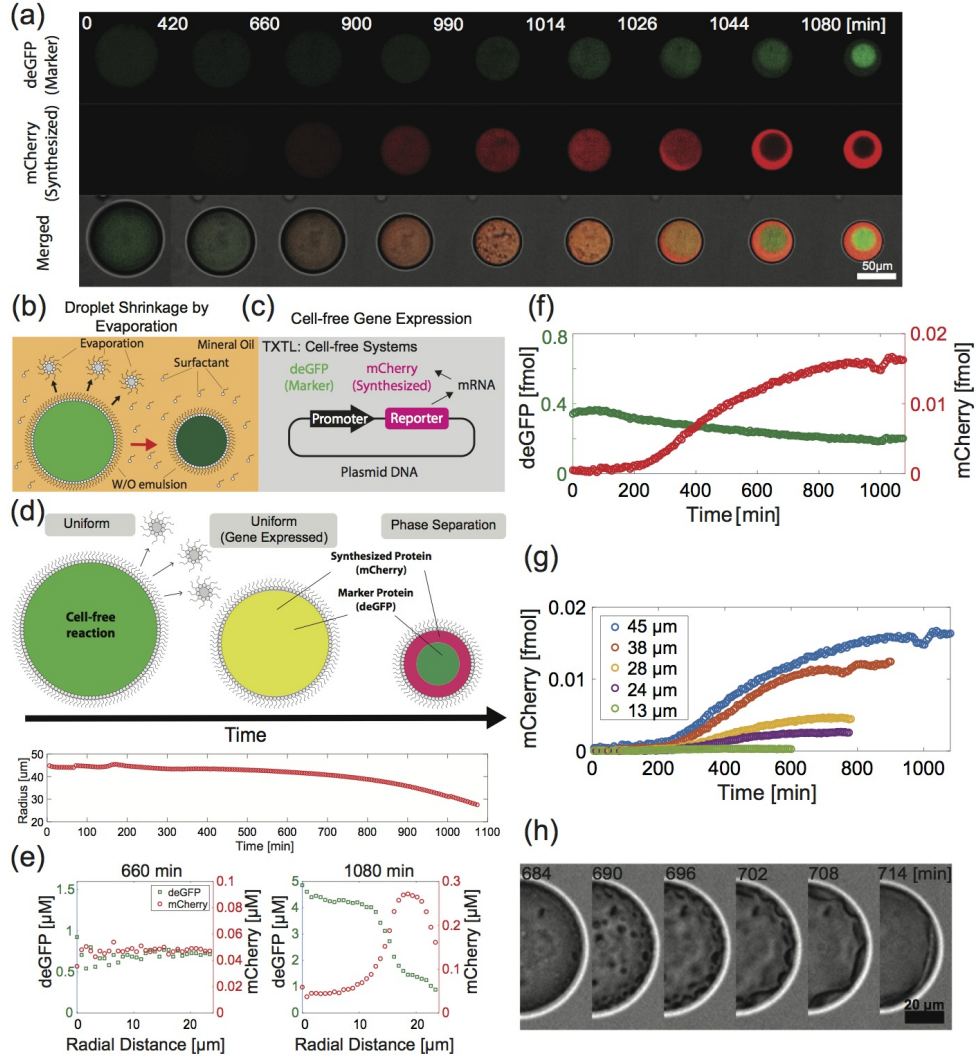 (a)
0 420 660 900 990 1014 1026 1044 1080 [min]
deGFP
(Marker)
mCherry
(Synthesized)
Merged
50μm
(b)
Droplet Shrinkage by
Evaporation
Evaporation
Mineral Oil
Surfactant
W/O emulsion
(c)
Cell-free Gene Expression
TXTL: Cell-free Systems
deGFP
(Marker)
mCherry
(Synthesized)
mRNA
Promoter
Reporter
Plasmid DNA
(d)
Uniform
Uniform
(Gene Expressed)
Phase Separation
Synthesized Protein
(mCherry)
Marker Protein
(deGFP)
Cell-free
reaction
Time
Radius [μm]
50
40
30
20
0 100 200 300 400 500 600 700 800 900 1000 1100
Time [min]
(e)
660 min
deGFP [μM]
1.5
1
0.5
0
deGFP
mCherry
0.1
0.08
0.06
0.04
0.02
0
mCherry [μM]
0 10 20
Radial Distance [μm]
1080 min
deGFP [μM]
5
4
3
2
1
0
0.3
0.2
0.1
0
mCherry [μM]
0 10 20
Radial Distance [μm]
(f)
deGFP [fmol]
0.8
0.4
0
0.02
0.01
0
mCherry [fmol]
0 200 400 600 800 1000
Time [min]
(g)
mCherry [fmol]
0.02
0.01
0
45 μm
38 μm
28 μm
24 μm
13 μm
0 200 400 600 800 1000
Time [min]
(h)
684 690 696 702 708 714 [min]
20 μm